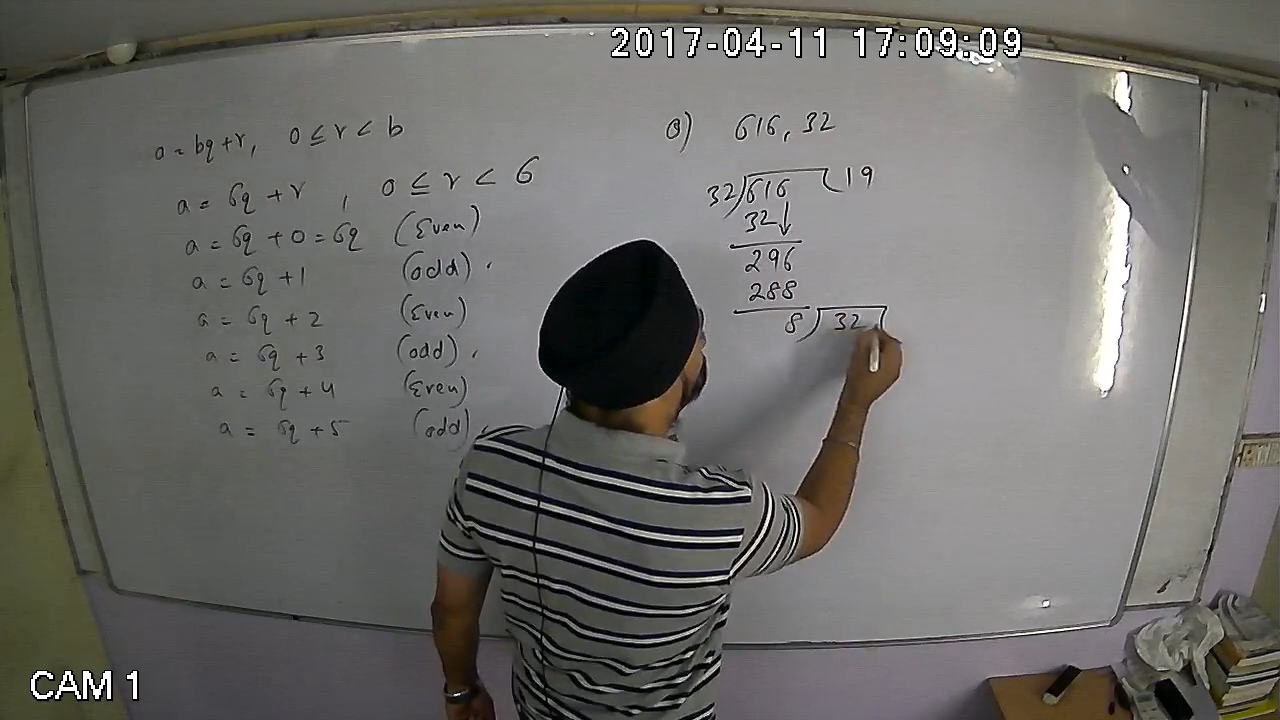 2017-04-11 17:09:09
a = bq + r, 0 ≤ r < b
a = 6q + r , 0 ≤ r < 6
a = 6q + 0 = 6q (Even)
a = 6q + 1 (odd)
a = 6q + 2 (Even)
a = 6q + 3 (odd)
a = 6q + 4 (Even)
a = 6q + 5 (odd)
Q) 616, 32
32)616(19
32↓
296
288
8)32(
CAM 1